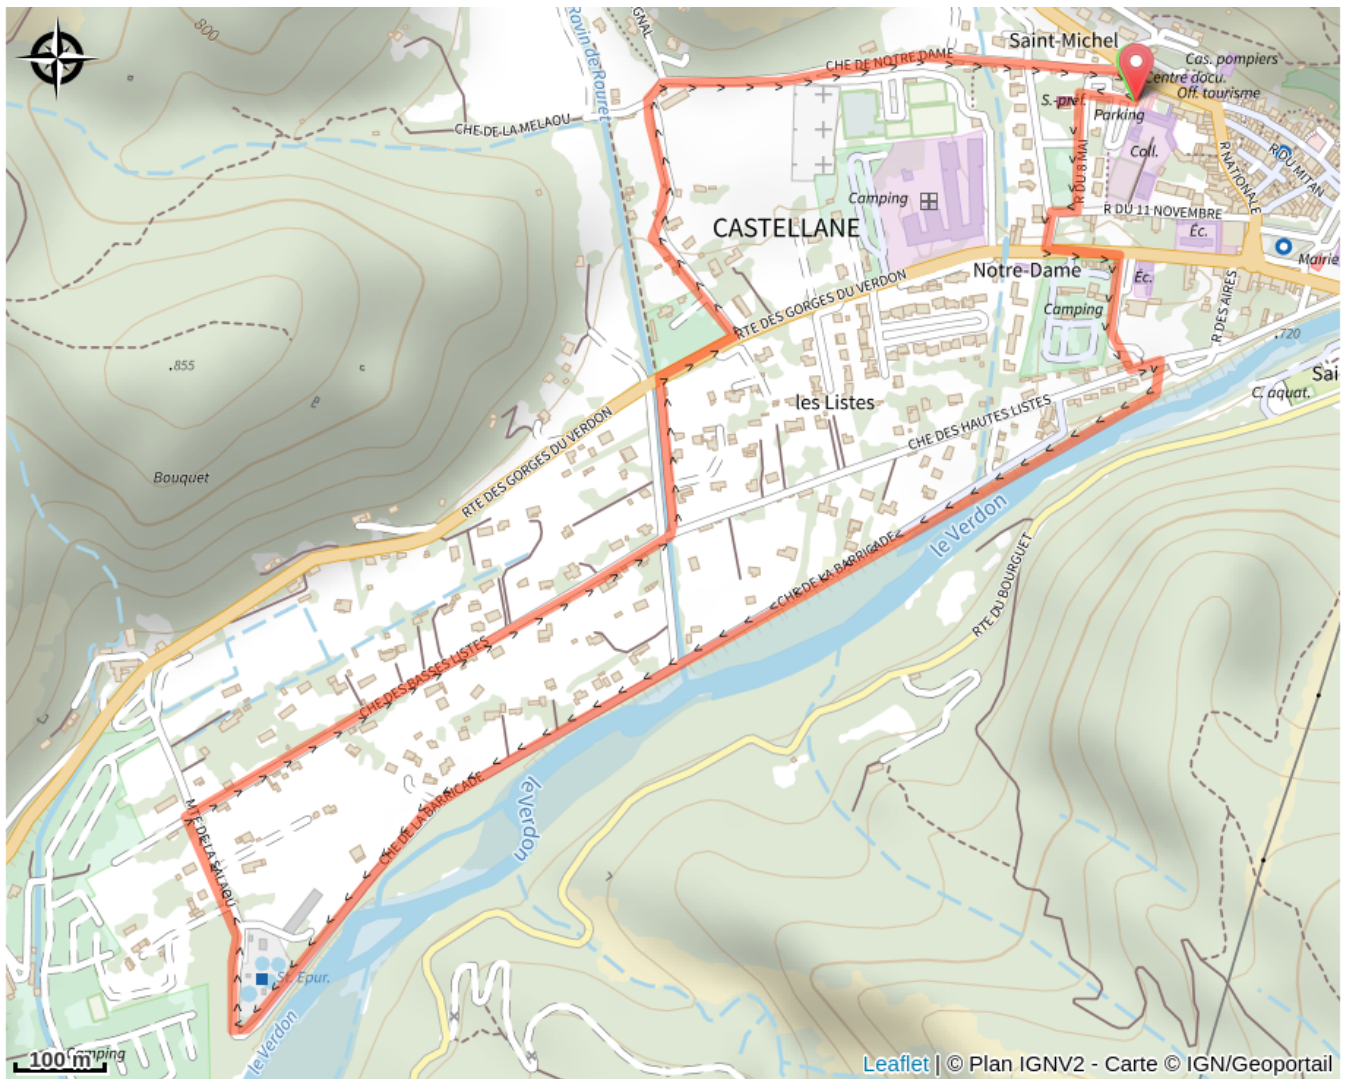 800
Ravin de Rouret
IGNAL
Saint-Michel
Cas. pompiers
Centre docu.
Off. tourisme
CHE DE NOTRE DAME
S.-préf.
Parking
CHE-DE-LA-MELAOU
Coll.
R DU 8 MAI
R NATIONALE
R DU MITAN
Camping
CASTELLANE
R DU 11 NOVEMBRE
Éc.
Mairie
Notre-Dame
Éc.
RTE DES GORGES DU VERDON
Camping
R DES AIRES
720
855
Sai
C. aquat.
les Listes
CHE DES HAUTES LISTES
RTE DES GORGES DU VERDON
Bouquet
le Verdon
CHE DE LA BARRICADE
RTE DU BOURGUET
CHE DES BASSES LISTES
le Verdon
CHE DE LA BARRICADE
MTE DE LA SALAOU
St. Epur.
le Verdon
Camping
100 m
Leaflet | © Plan IGNV2 - Carte © IGN/Geoportail